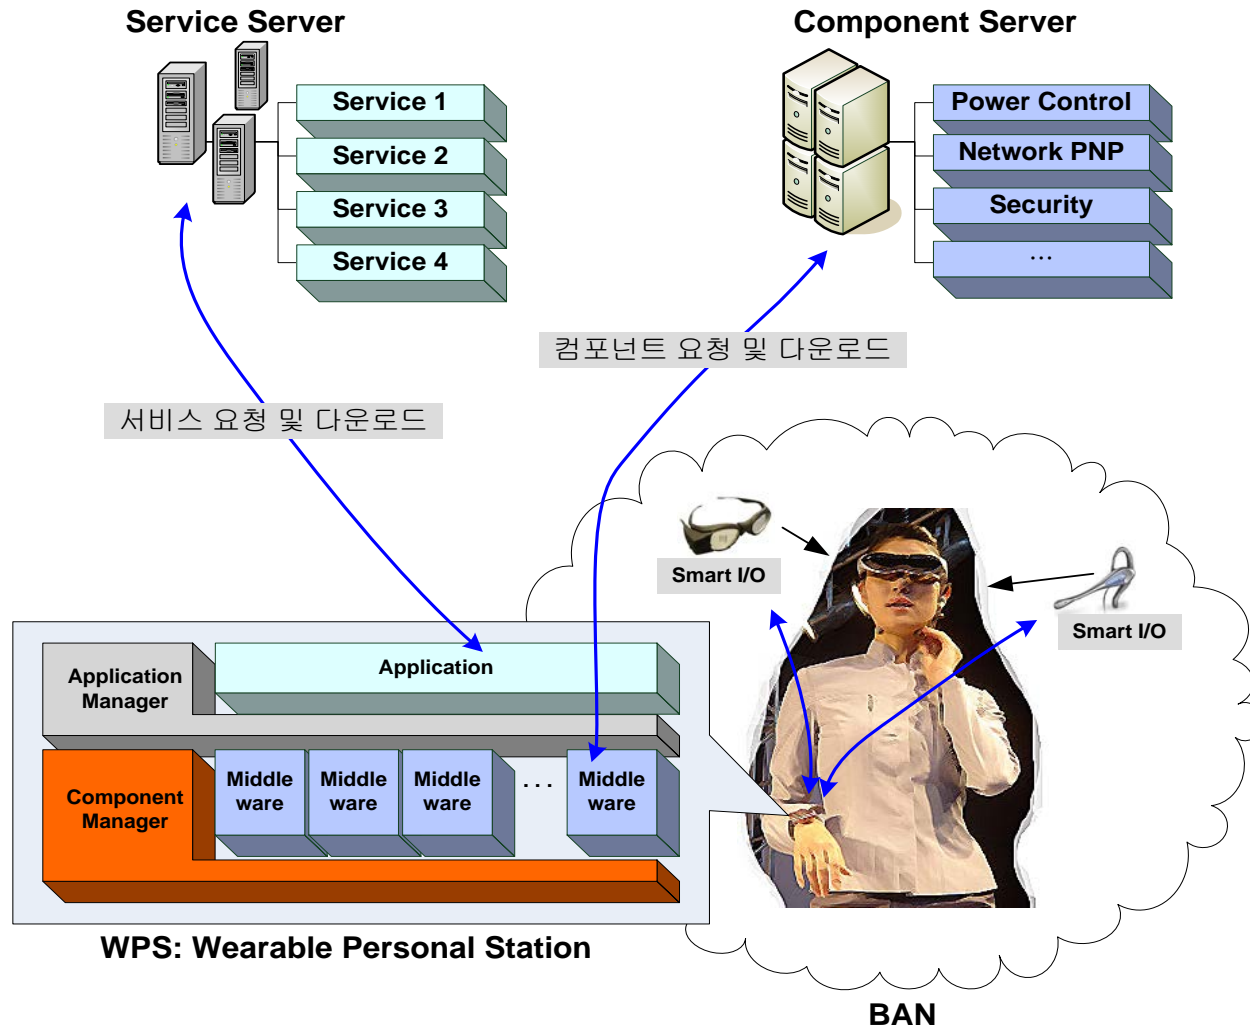 Service Server
Component Server
Service 1
Service 2
Service 3
Service 4
Power Control
Network PNP
Security
...
컴포넌트 요청 및 다운로드
서비스 요청 및 다운로드
Smart I/O
Smart I/O
Application
Manager
Application
Component
Manager
Middle
ware
Middle
ware
Middle
ware
...
Middle
ware
WPS: Wearable Personal Station
BAN